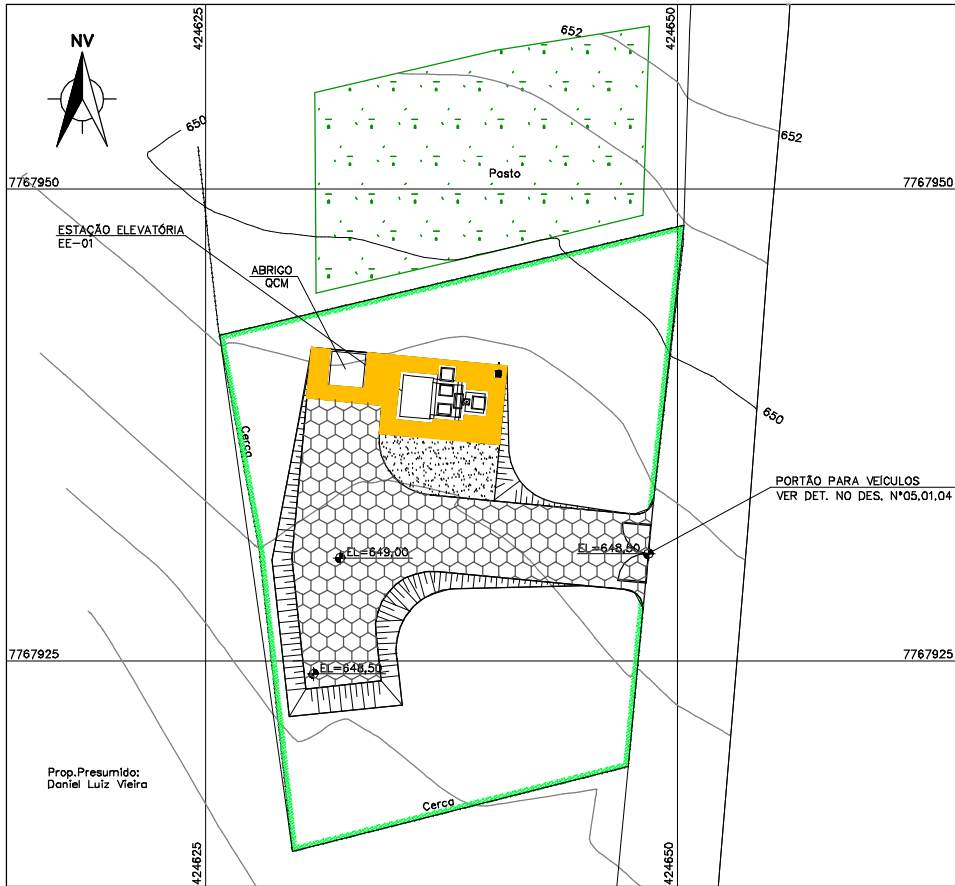 424625
424650
NV
652
652
650
Pasto
7767950
7767950
ESTAÇÃO ELEVATÓRIA
EE-01
ABRIGO
QCM
650
Cerca
PORTÃO PARA VEÍCULOS
VER DET. NO DES. N°05.01.04
EL=649,00
EL=648,50
7767925
7767925
EL=648,50
Prop.Presumido:
Daniel Luiz Vieira
Cerca
424625
424650